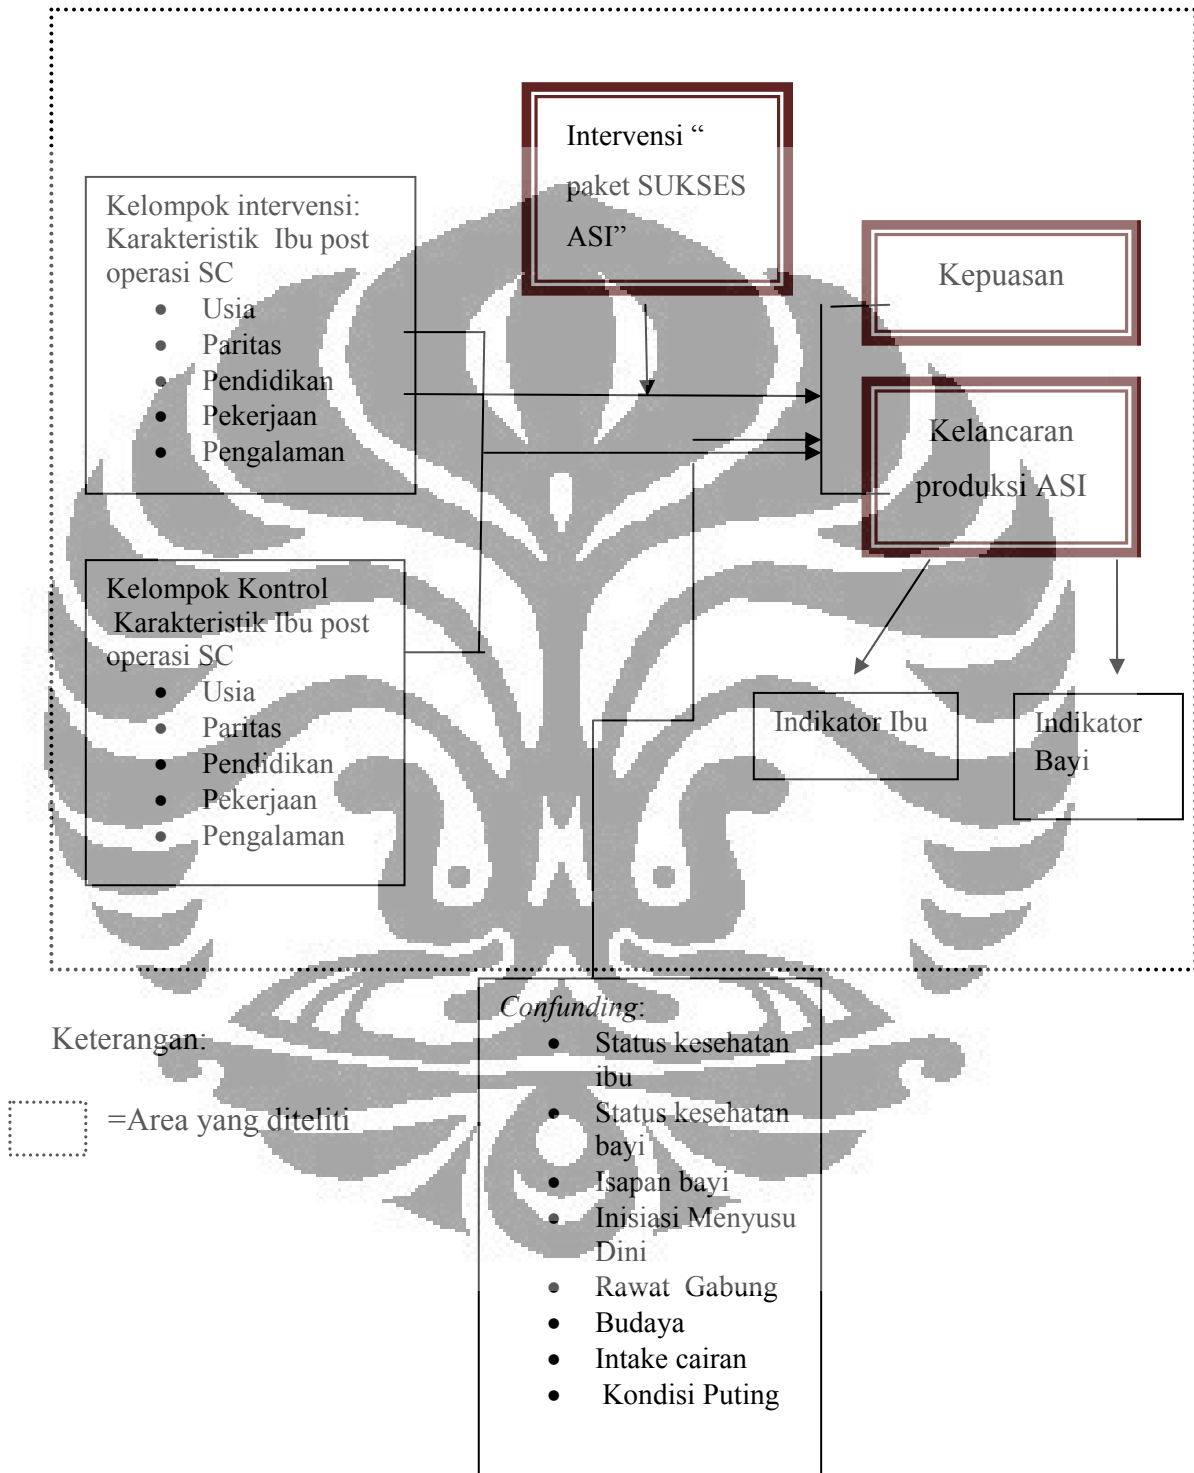 Intervensi “
paket SUKSES
ASI”
Kelompok intervensi:
Karakteristik Ibu post
operasi SC
• Usia
• Paritas
• Pendidikan
• Pekerjaan
• Pengalaman
Kepuasan
Kelancaran
produksi ASI
Kelompok Kontrol
Karakteristik Ibu post
operasi SC
• Usia
• Paritas
• Pendidikan
• Pekerjaan
• Pengalaman
Indikator Ibu
Indikator
Bayi
Confunding:
• Status kesehatan
ibu
• Status kesehatan
bayi
• Isapan bayi
• Inisiasi Menyusu
Dini
• Rawat Gabung
• Budaya
• Intake cairan
• Kondisi Puting
Keterangan:
=Area yang diteliti